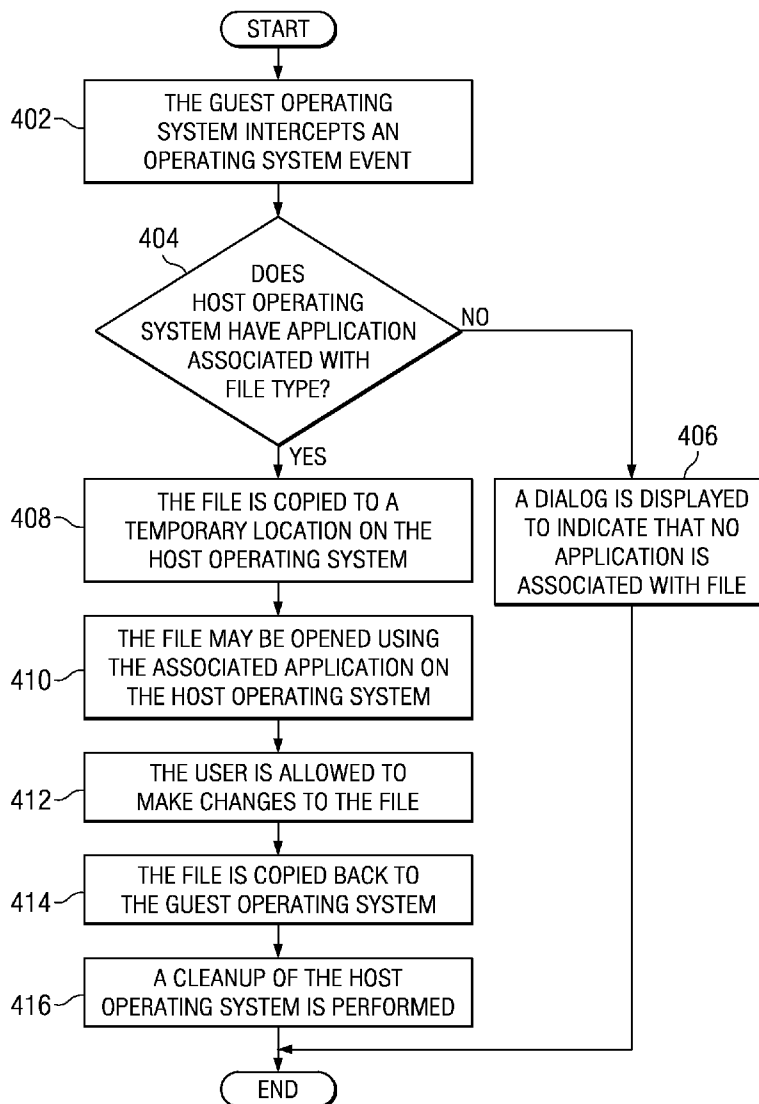 START
402
THE GUEST OPERATING
SYSTEM INTERCEPTS AN
OPERATING SYSTEM EVENT
404
DOES
HOST OPERATING
SYSTEM HAVE APPLICATION
ASSOCIATED WITH
FILE TYPE?
NO
YES
406
A DIALOG IS DISPLAYED
TO INDICATE THAT NO
APPLICATION IS
ASSOCIATED WITH FILE
408
THE FILE IS COPIED TO A
TEMPORARY LOCATION ON THE
HOST OPERATING SYSTEM
410
THE FILE MAY BE OPENED USING
THE ASSOCIATED APPLICATION ON
THE HOST OPERATING SYSTEM
412
THE USER IS ALLOWED TO
MAKE CHANGES TO THE FILE
414
THE FILE IS COPIED BACK TO
THE GUEST OPERATING SYSTEM
416
A CLEANUP OF THE HOST
OPERATING SYSTEM IS PERFORMED
END